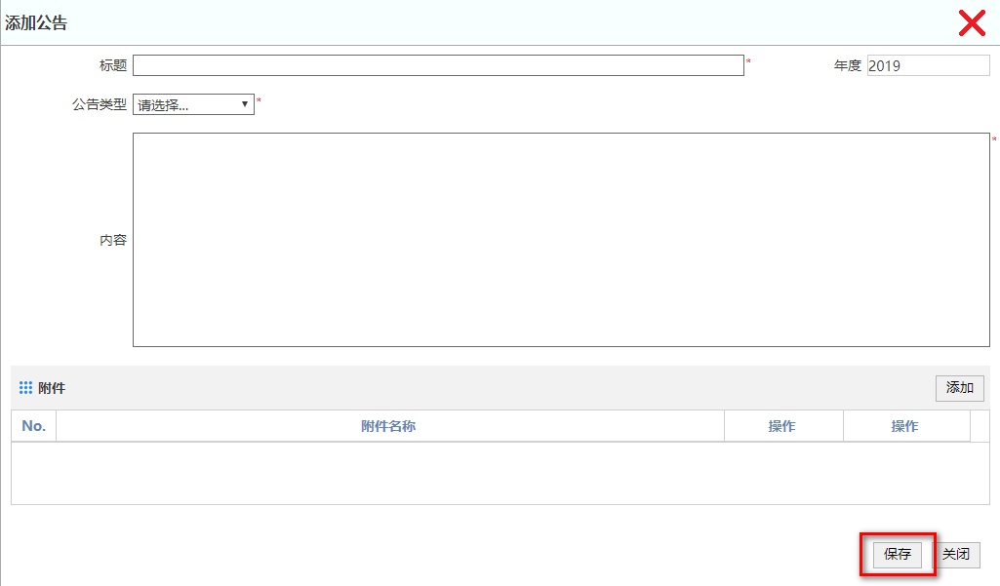 添加公告
标题 * 年度 2019
公告类型 请选择... *
*
内容
附件 添加
No. 附件名称 操作 操作
保存 关闭